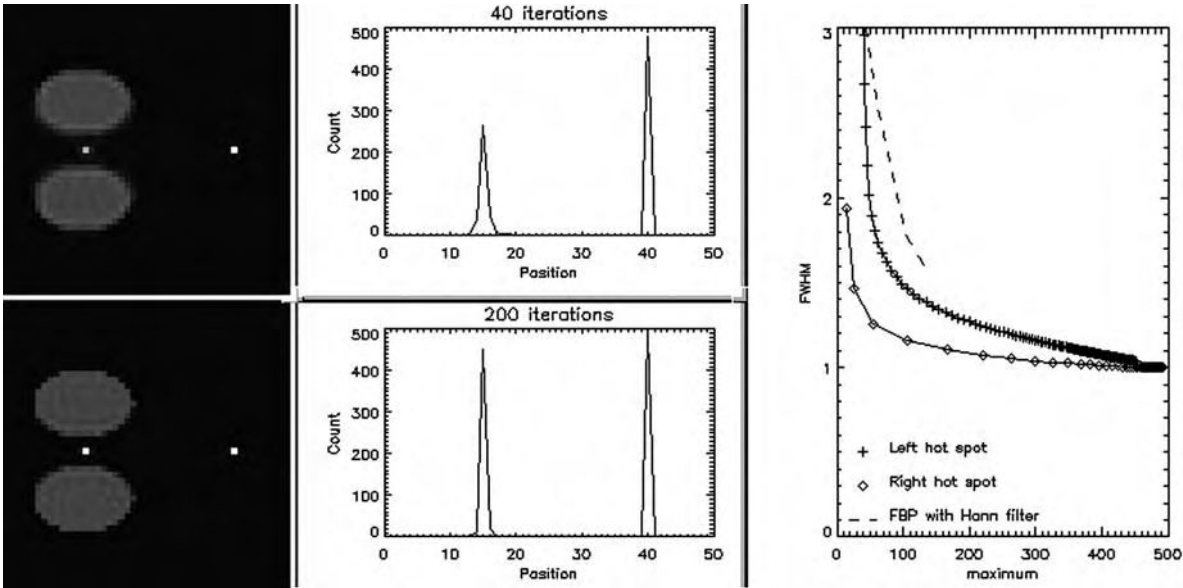 40 iterations
500
400
300
200
100
0
Count
0 10 20 30 40 50
Position
200 iterations
500
400
300
200
100
0
Count
0 10 20 30 40 50
Position
3
2
1
0
FWHM
Left hot spot
Right hot spot
FBP with Hann filter
0 100 200 300 400 500
maximum